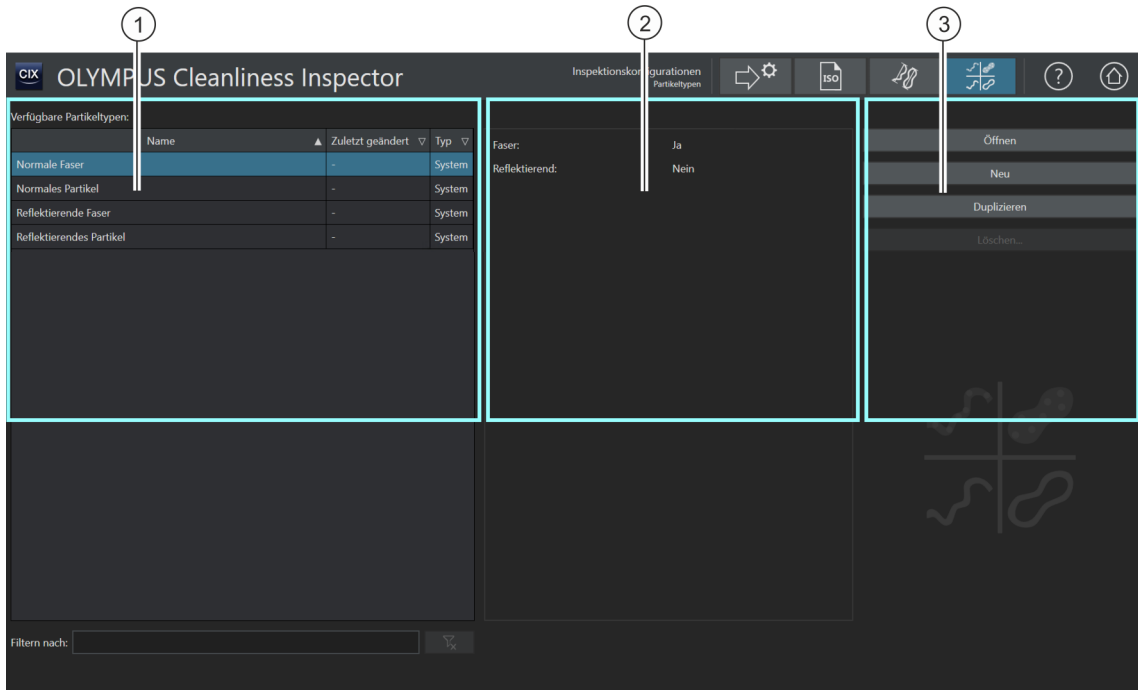 1
2
3
CIX OLYMPUS Cleanliness Inspector
Inspektionskonfigurationen
Partikeltypen
ISO
?
Verfügbare Partikeltypen:
Name ▲ Zuletzt geändert ▽ Typ ▽
Normale Faser - System
Normales Partikel - System
Reflektierende Faser - System
Reflektierendes Partikel - System
Faser: Ja
Reflektierend: Nein
Öffnen
Neu
Duplizieren
Löschen...
Filtern nach: